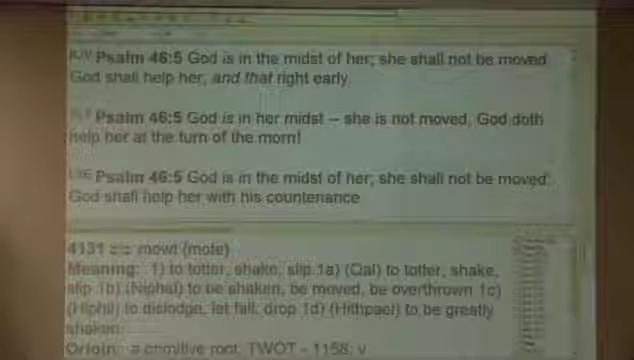 KJV Psalm 46:5 God is in the midst of her; she shall not be moved:
God shall help her, and that right early.
YLT Psalm 46:5 God is in her midst -- she is not moved, God doth
help her at the turn of the morn!
LXE Psalm 46:5 God is in the midst of her; she shall not be moved:
God shall help her with his countenance
4131 mowt (mote)
Meaning: 1) to totter, shake, slip 1a) (Qal) to totter, shake,
slip 1b) (Niphal) to be shaken, be moved, be overthrown 1c)
(Hiphil) to dislodge, let fall, drop 1d) (Hithpael) to be greatly
shaken
Origin: a primitive root; TWOT - 1158; v